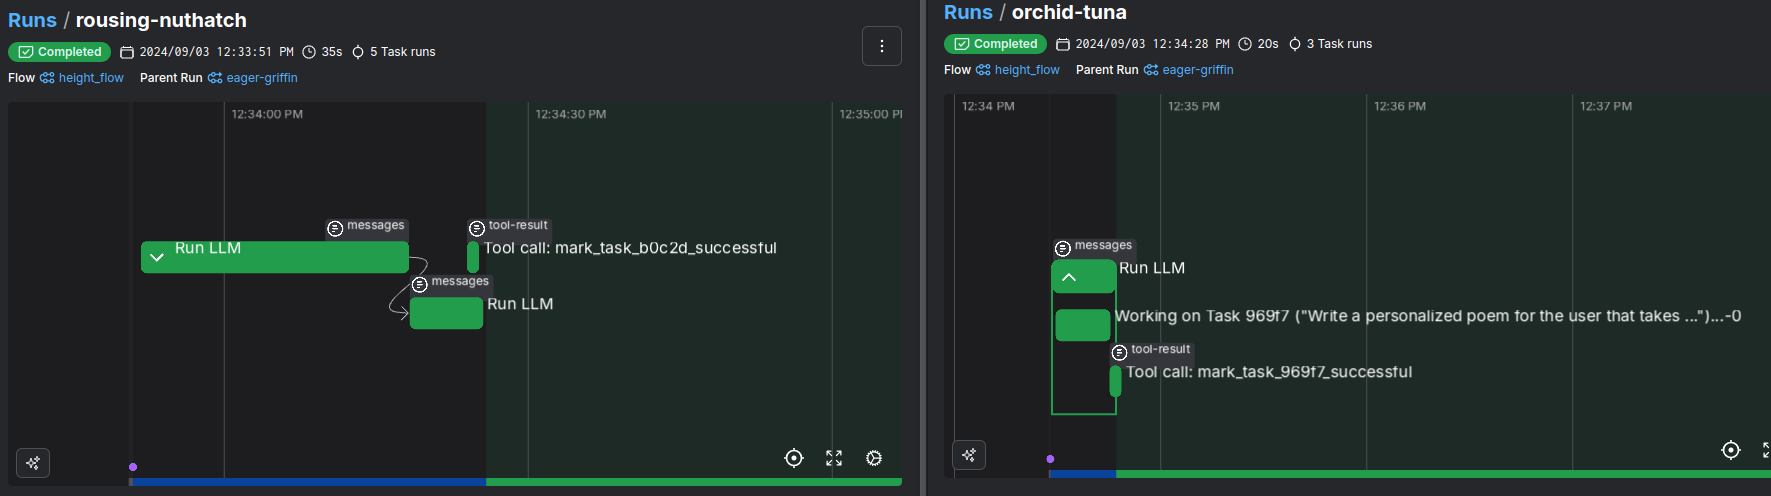 Runs / rousing-nuthatch
Completed 2024/09/03 12:33:51 PM 35s 5 Task runs
Flow height_flow Parent Run eager-griffin
12:34:00 PM 12:34:30 PM 12:35:00 P
messages tool-result
Run LLM Tool call: mark_task_b0c2d_successful
messages
Run LLM
Runs / orchid-tuna
Completed 2024/09/03 12:34:28 PM 20s 3 Task runs
Flow height_flow Parent Run eager-griffin
12:34 PM 12:35 PM 12:36 PM 12:37 PM
messages
Run LLM
Working on Task 969f7 ("Write a personalized poem for the user that takes ...")...-0
tool-result
Tool call: mark_task_969f7_successful